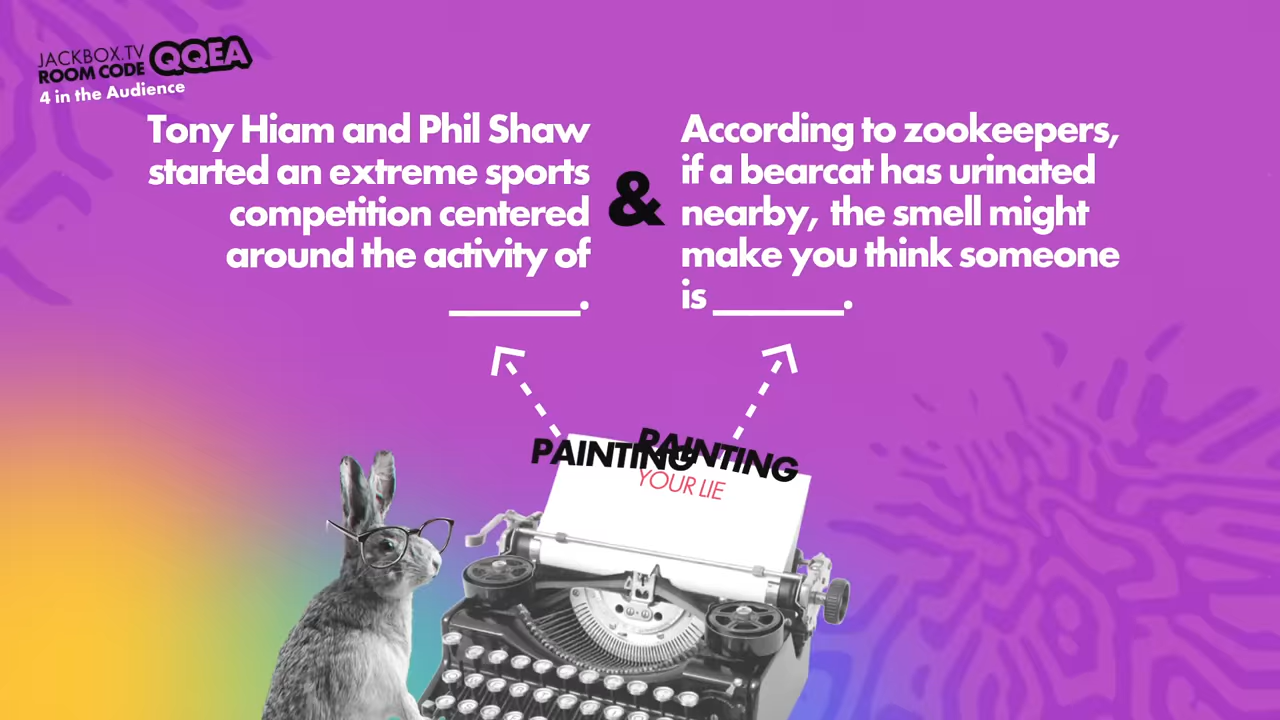 JACKBOX.TV
ROOM CODE QQEA
4 in the Audience
Tony Hiam and Phil Shaw
started an extreme sports
competition centered
around the activity of
________.
&
According to zookeepers,
if a bearcat has urinated
nearby, the smell might
make you think someone
is ________.
PAINTING
PAINTING
YOUR LIE